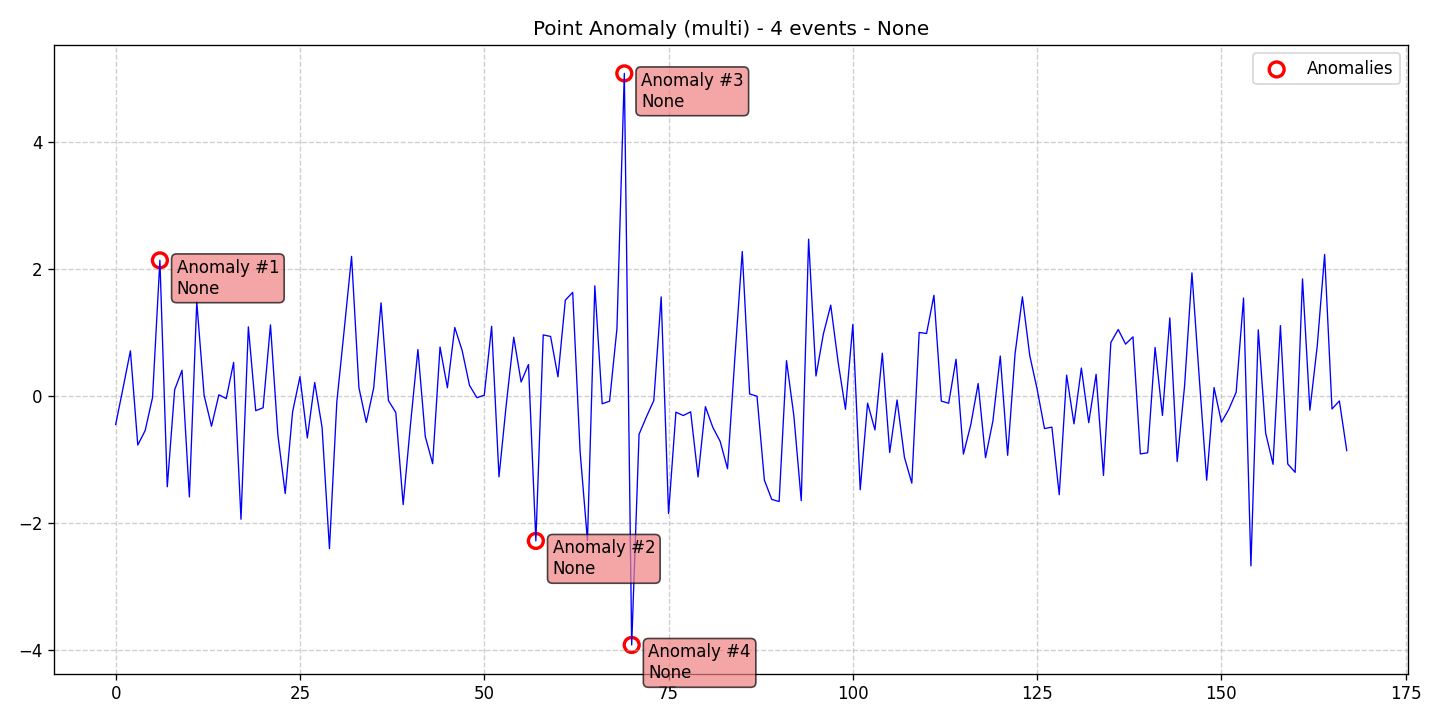 Point Anomaly (multi) - 4 events - None
Anomalies
Anomaly #3
None
Anomaly #1
None
Anomaly #2
None
Anomaly #4
None
4
2
0
−2
−4
0
25
50
75
100
125
150
175